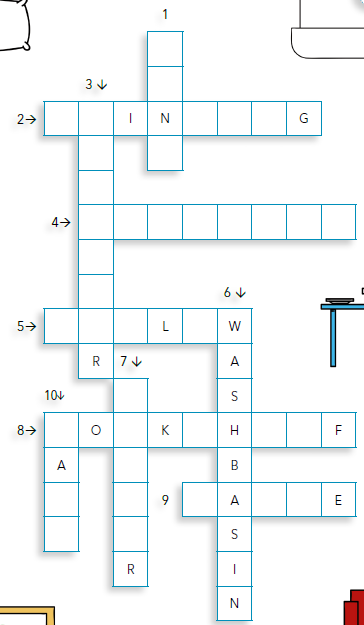 1
3↓
2→ I N G
4→
6↓
5→ L W
R 7↓ A
10↓ S
8→ O K H F
A B
9 A E
S
R I
N